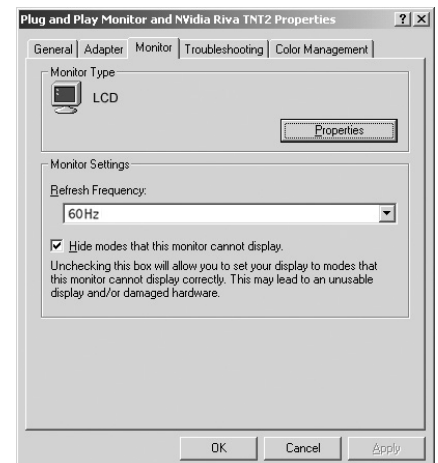 Plug and Play Monitor and NVidia Riva TNT2 Properties
General Adapter Monitor Troubleshooting Color Management
Monitor Type
LCD
Properties
Monitor Settings
Refresh Frequency:
60Hz
Hide modes that this monitor cannot display.
Unchecking this box will allow you to set your display to modes that
this monitor cannot display correctly. This may lead to an unusable
display and/or damaged hardware.
OK Cancel Apply